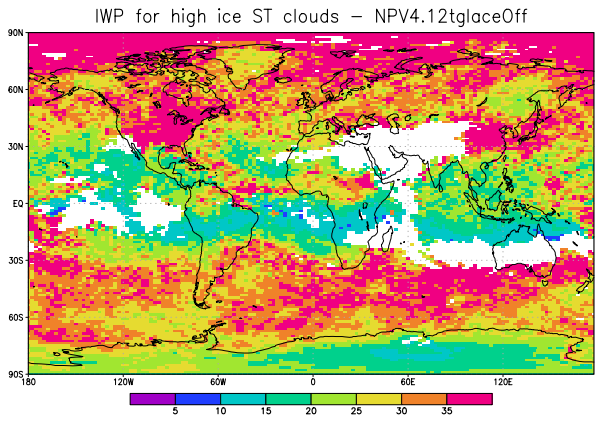 IWP for high ice ST clouds – NPV4.12tglaceOff
90N
60N
30N
EQ
30S
60S
90S
180 120W 60W 0 60E 120E
5 10 15 20 25 30 35